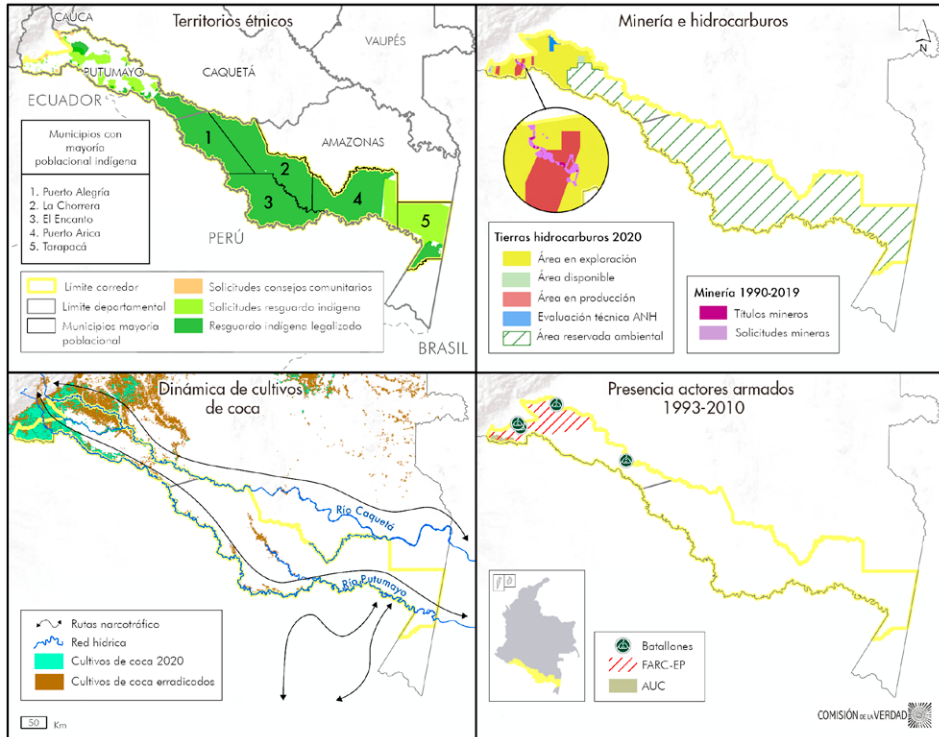 Territorios étnicos
CAUCA
VAUPÉS
PUTUMAYO
CAQUETÁ
ECUADOR
AMAZONAS
Municipios con
mayoría
poblacional indígena
1. Puerto Alegría
2. La Chorrera
3. El Encanto
4. Puerto Arica
5. Tarapacá
1
2
3
4
5
PERÚ
BRASIL
Límite corredor
Límite departamental
Municipios mayoría
poblacional
Solicitudes consejos comunitarios
Solicitudes resguardo indígena
Resguardo indígena legalizado
Minería e hidrocarburos
N
Tierras hidrocarburos 2020
Área en exploración
Área disponible
Área en producción
Evaluación técnica ANH
Área reservada ambiental
Minería 1990-2019
Títulos mineros
Solicitudes mineras
Dinámica de cultivos
de coca
Río Caquetá
Río Putumayo
Rutas narcotráfico
Red hídrica
Cultivos de coca 2020
Cultivos de coca erradicados
50 Km
Presencia actores armados
1993-2010
Batallones
FARC-EP
AUC
COMISIÓN DE LA VERDAD